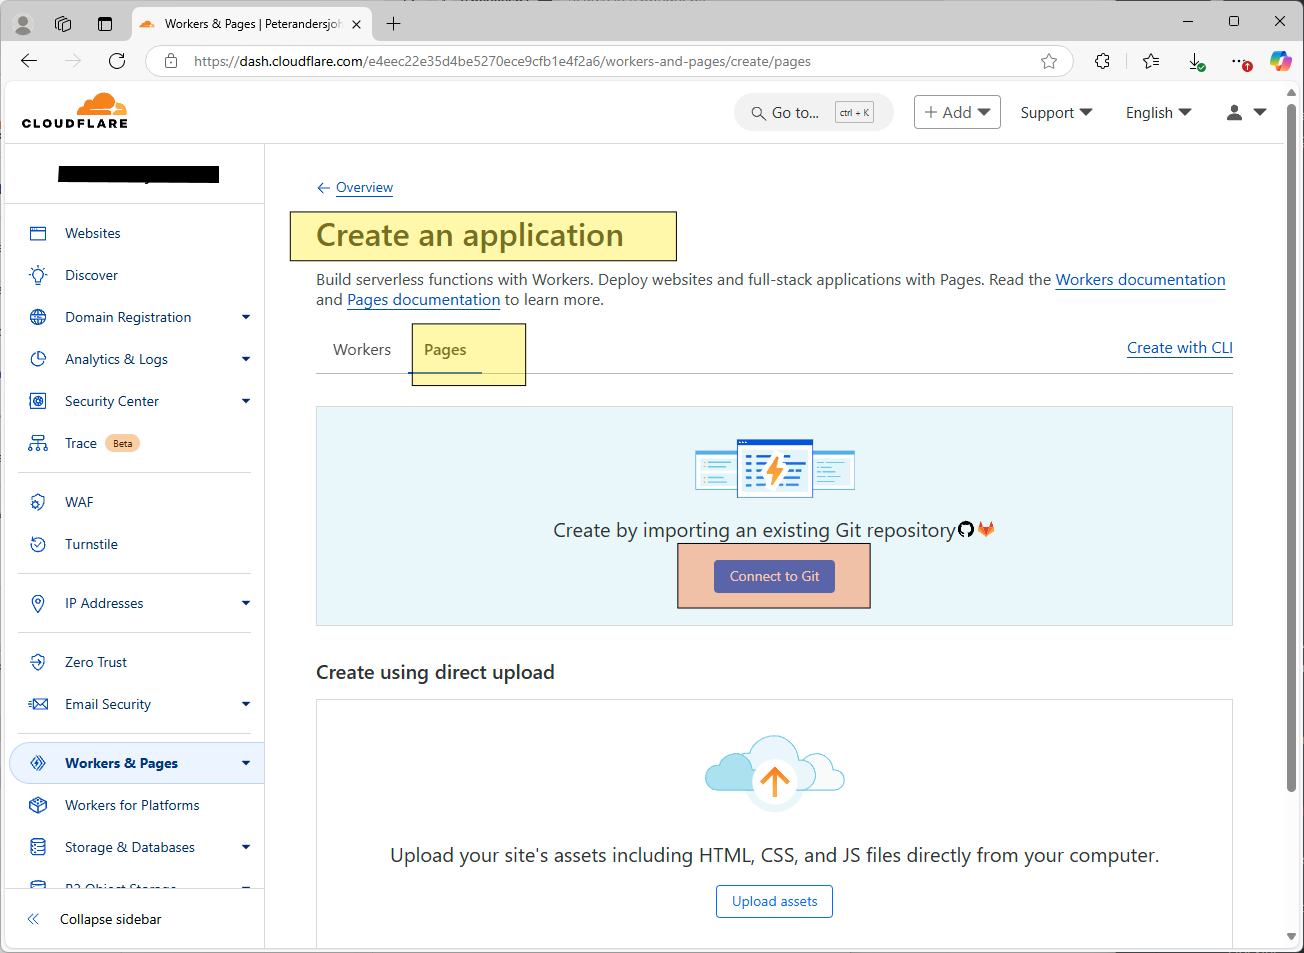 Workers & Pages | Peterandersjoh
https://dash.cloudflare.com/e4eec22e35d4be5270ece9cfb1e4f2a6/workers-and-pages/create/pages
CLOUDFLARE
Go to... ctrl + K
+ Add
Support
English
Websites
Discover
Domain Registration
Analytics & Logs
Security Center
Trace Beta
WAF
Turnstile
IP Addresses
Zero Trust
Email Security
Workers & Pages
Workers for Platforms
Storage & Databases
R2 Object Storage
Collapse sidebar
Overview
Create an application
Build serverless functions with Workers. Deploy websites and full-stack applications with Pages. Read the Workers documentation
and Pages documentation to learn more.
Workers
Pages
Create with CLI
Create by importing an existing Git repository
Connect to Git
Create using direct upload
Upload your site's assets including HTML, CSS, and JS files directly from your computer.
Upload assets